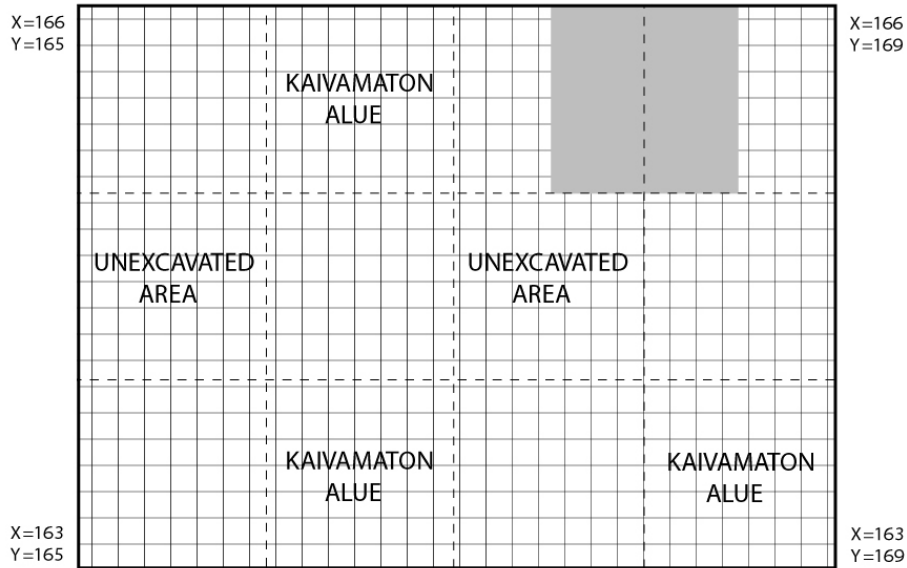 X=166
Y=165
X=166
Y=169
KAIVAMATON
ALUE
UNEXCAVATED
AREA
UNEXCAVATED
AREA
KAIVAMATON
ALUE
KAIVAMATON
ALUE
X=163
Y=165
X=163
Y=169